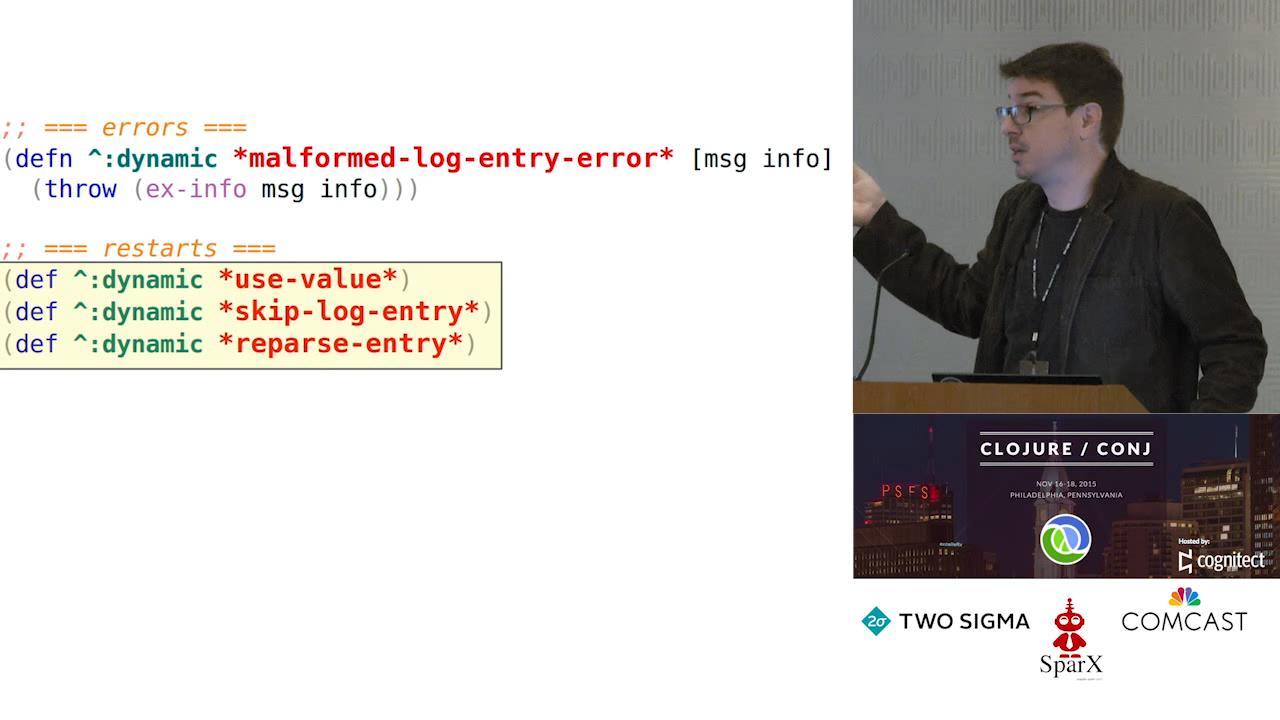 ;; === errors ===
(defn ^:dynamic *malformed-log-entry-error* [msg info]
  (throw (ex-info msg info)))
;; === restarts ===
(def ^:dynamic *use-value*)
(def ^:dynamic *skip-log-entry*)
(def ^:dynamic *reparse-entry*)
CLOJURE / CONJ
NOV 16-18, 2015
PHILADELPHIA, PENNSYLVANIA
PSFS
Hosted by:
cognitect
2σ TWO SIGMA
SparX
COMCAST